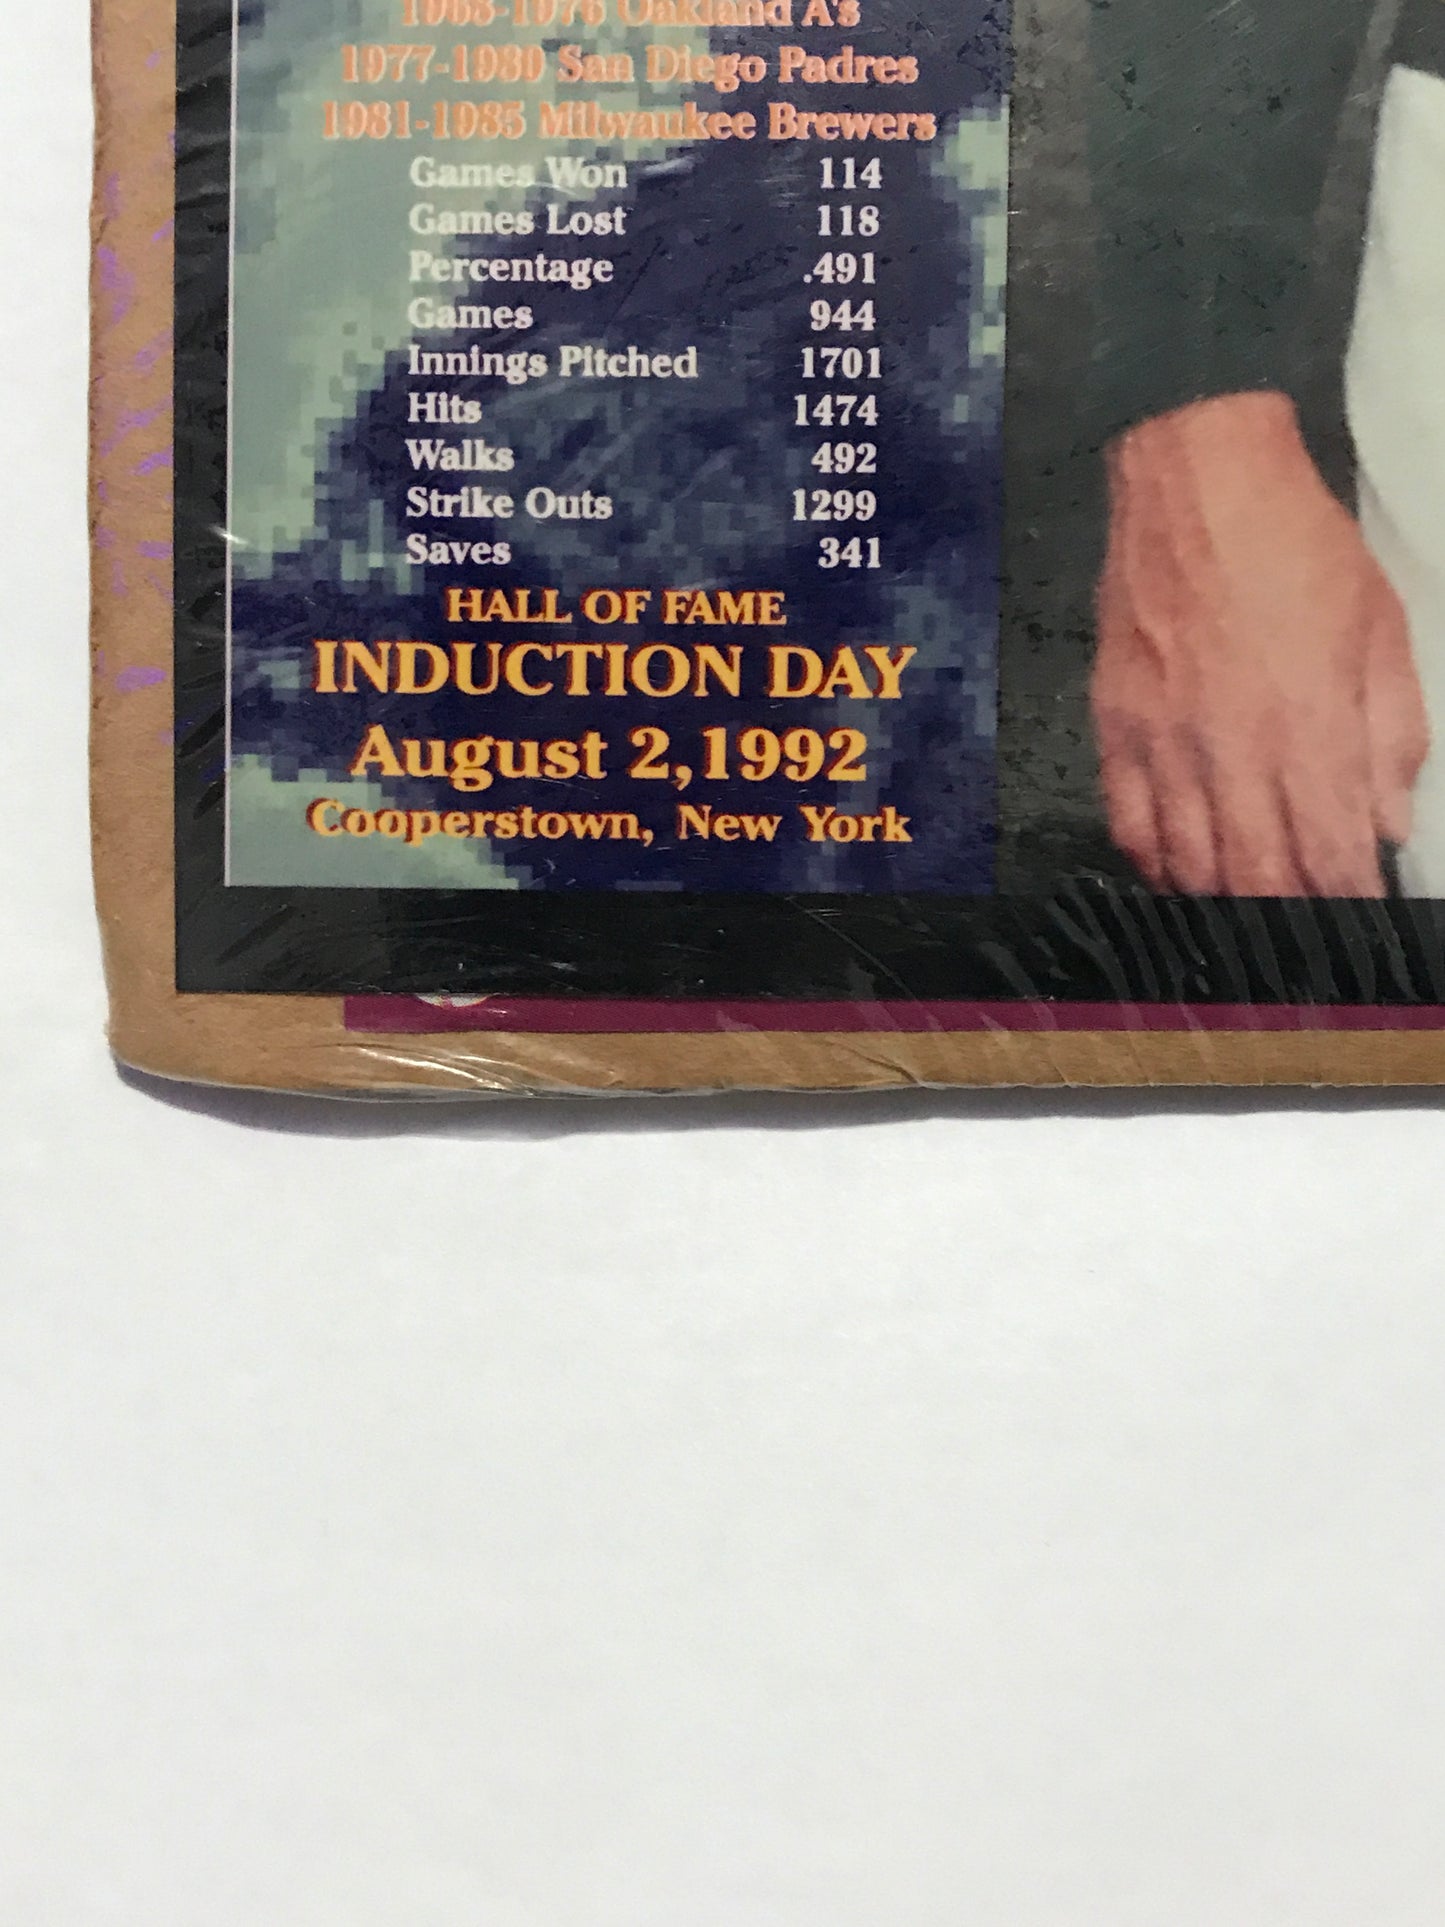 1968-1976 Oakland A's
1977-1980 San Diego Padres
1981-1985 Milwaukee Brewers
Games Won 114
Games Lost 118
Percentage .491
Games 944
Innings Pitched 1701
Hits 1474
Walks 492
Strike Outs 1299
Saves 341
HALL OF FAME
INDUCTION DAY
August 2, 1992
Cooperstown, New York